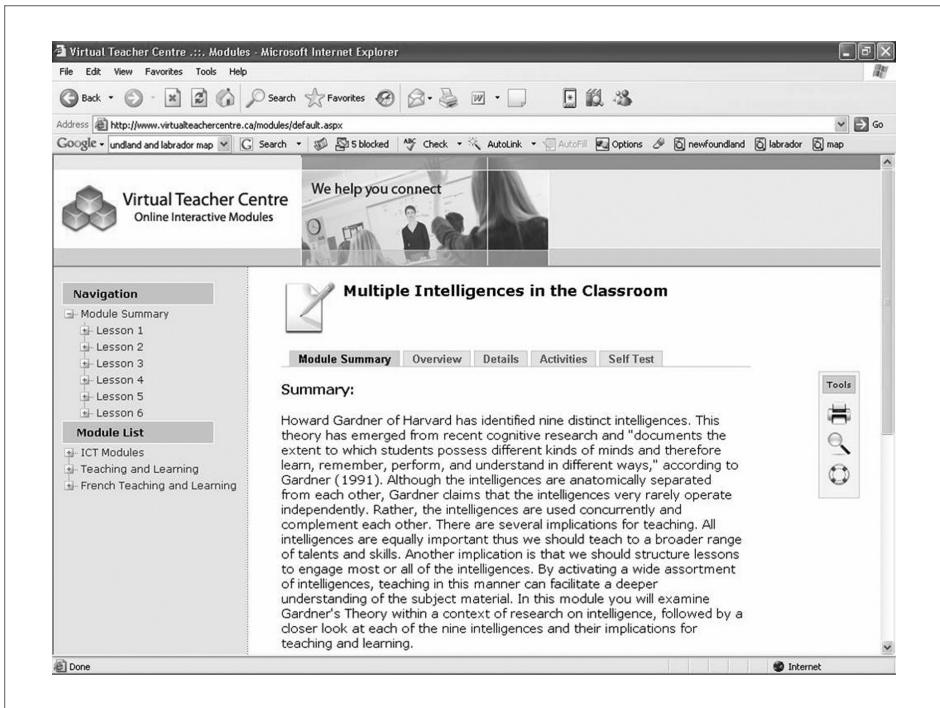 Virtual Teacher Centre .::. Modules - Microsoft Internet Explorer
File Edit View Favorites Tools Help
Back Search Favorites
Address http://www.virtualteachercentre.ca/modules/default.aspx Go
Google undland and labrador map Search 5 blocked ABC Check AutoLink AutoFill Options newfoundland labrador map
Virtual Teacher Centre
Online Interactive Modules
We help you connect
Navigation
Module Summary
Lesson 1
Lesson 2
Lesson 3
Lesson 4
Lesson 5
Lesson 6
Module List
ICT Modules
Teaching and Learning
French Teaching and Learning
Multiple Intelligences in the Classroom
Module Summary Overview Details Activities Self Test
Summary:
Howard Gardner of Harvard has identified nine distinct intelligences. This
theory has emerged from recent cognitive research and "documents the
extent to which students possess different kinds of minds and therefore
learn, remember, perform, and understand in different ways," according to
Gardner (1991). Although the intelligences are anatomically separated
from each other, Gardner claims that the intelligences very rarely operate
independently. Rather, the intelligences are used concurrently and
complement each other. There are several implications for teaching. All
intelligences are equally important thus we should teach to a broader range
of talents and skills. Another implication is that we should structure lessons
to engage most or all of the intelligences. By activating a wide assortment
of intelligences, teaching in this manner can facilitate a deeper
understanding of the subject material. In this module you will examine
Gardner's Theory within a context of research on intelligence, followed by a
closer look at each of the nine intelligences and their implications for
teaching and learning.
Tools
Done Internet